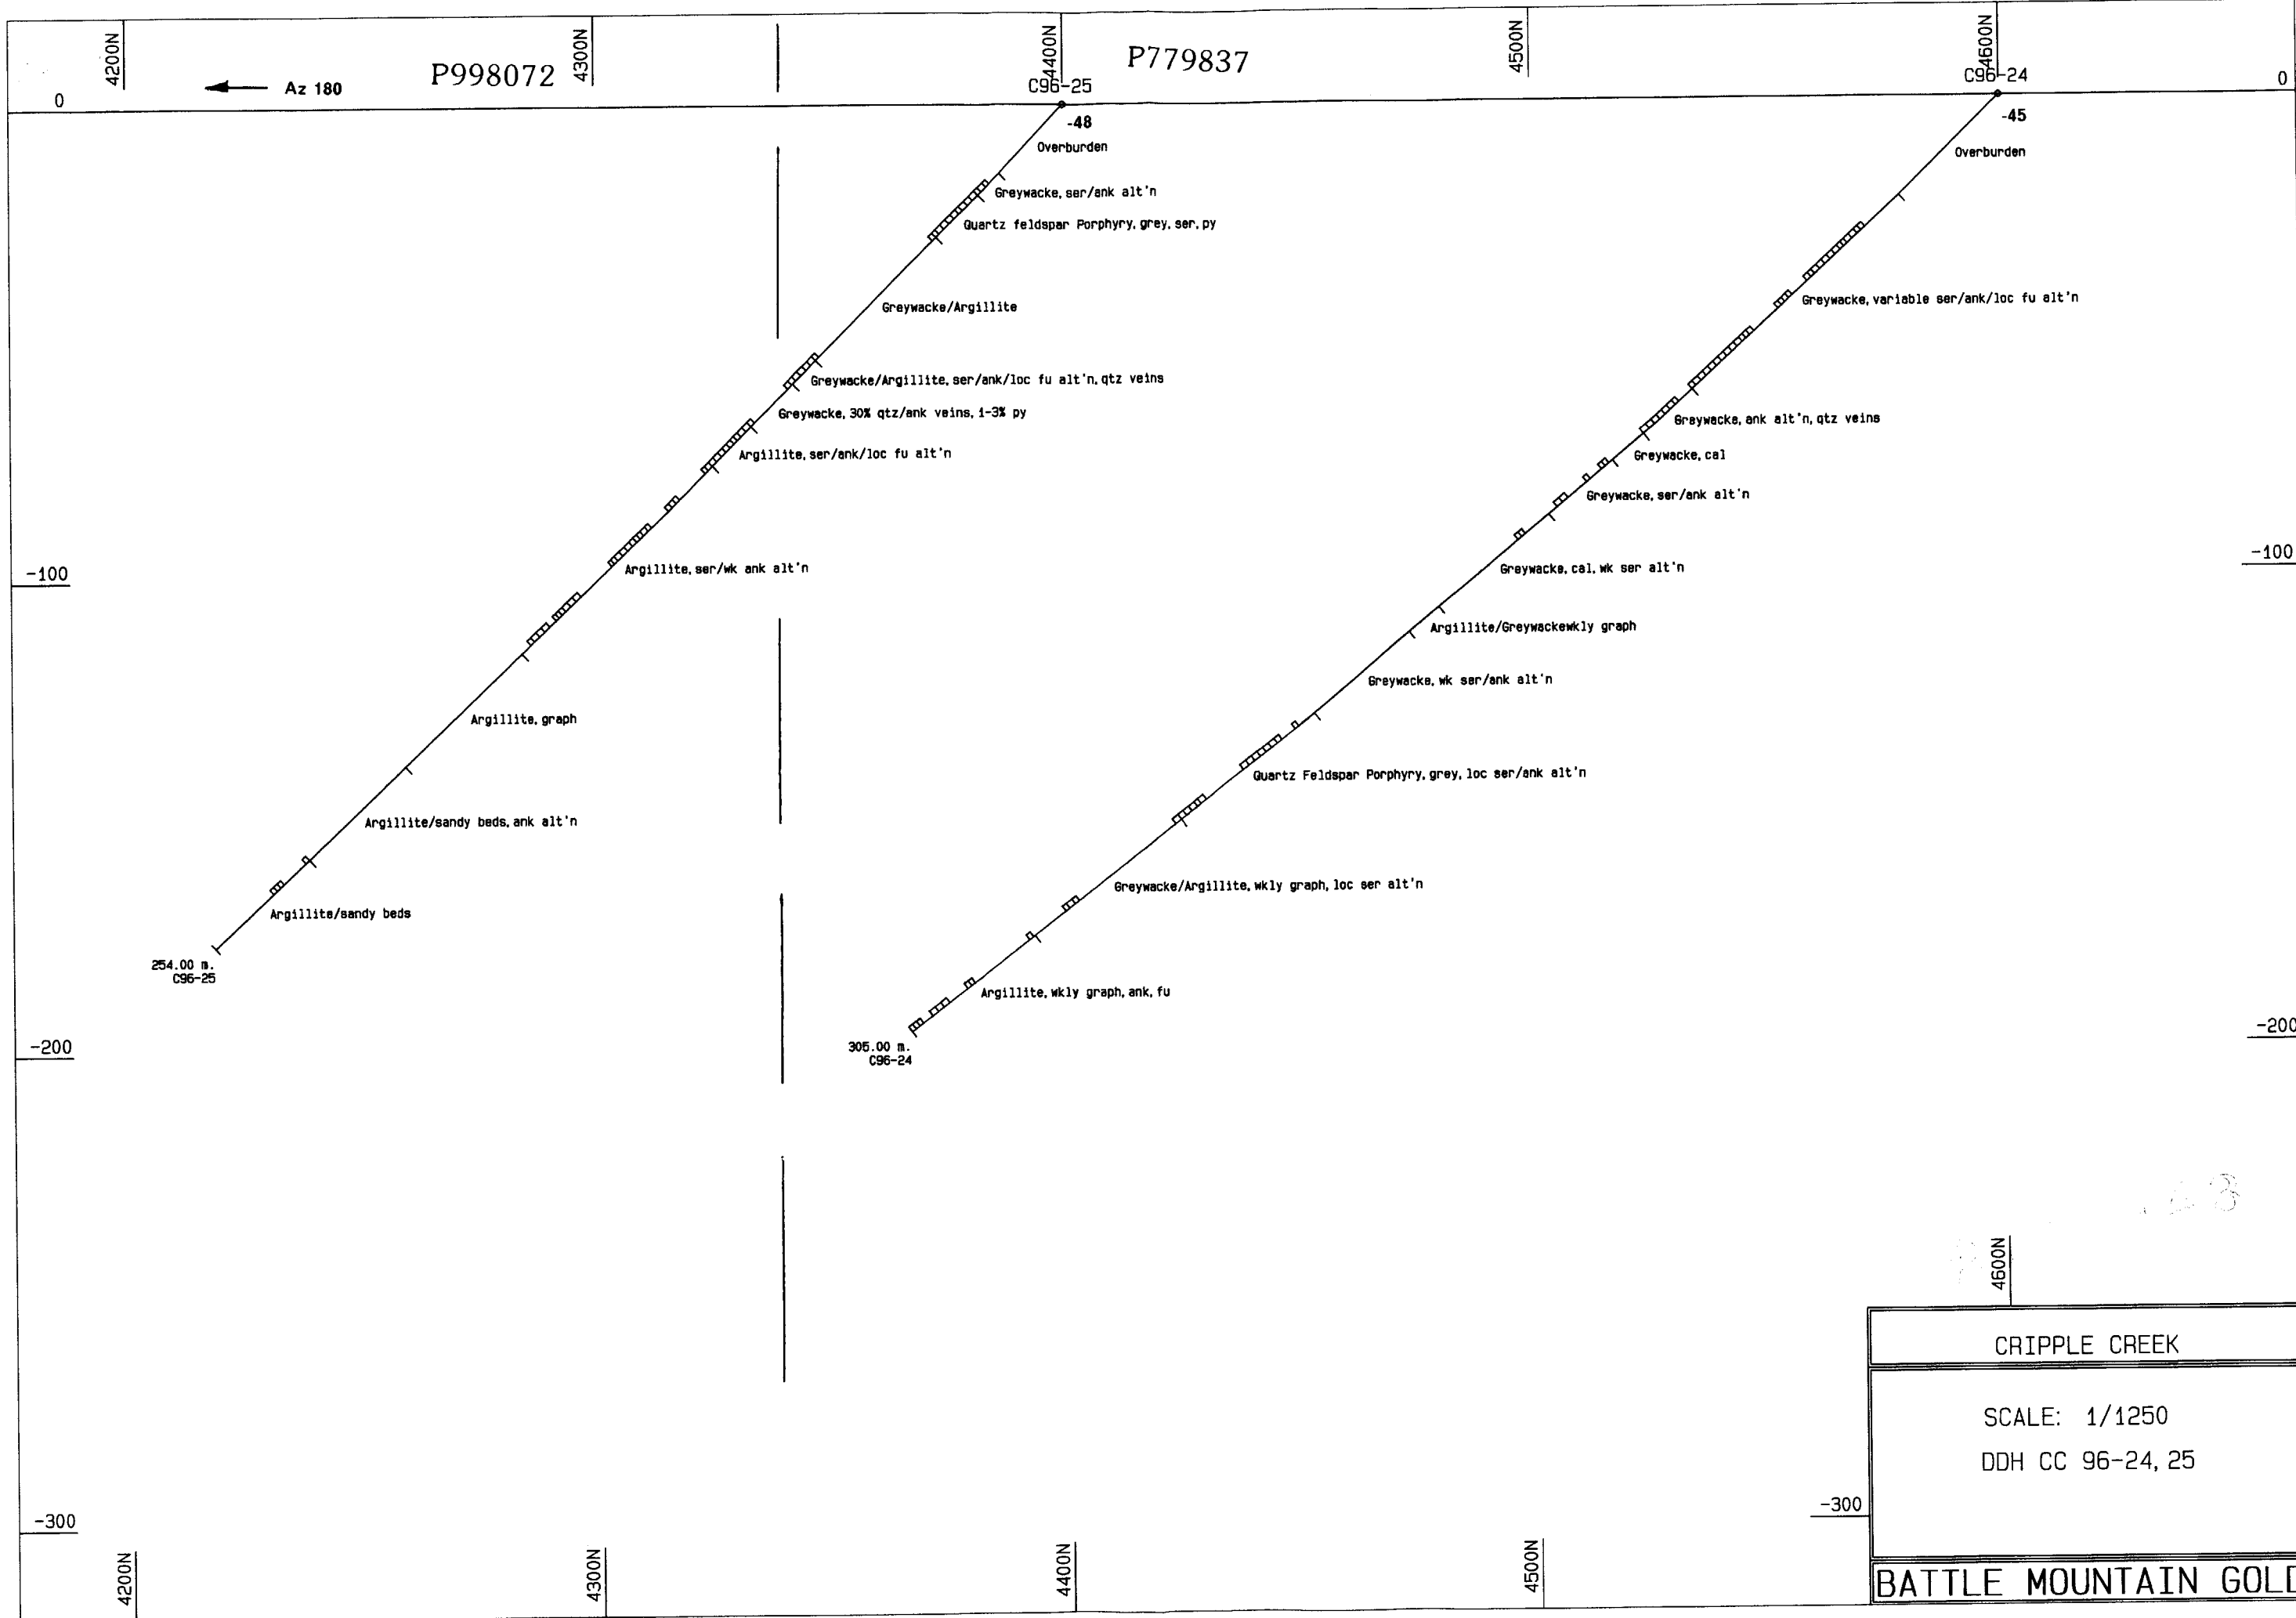 4200N
4300N
4400N
4500N
4600N
P998072
P779837
Az 180
C96-25
C96-24
0
0
-48
-45
Overburden
Overburden
Greywacke, ser/ank alt'n
Quartz feldspar Porphyry, grey, ser, py
Greywacke/Argillite
Greywacke/Argillite, ser/ank/loc fu alt'n, qtz veins
Greywacke, 30% qtz/ank veins, 1-3% py
Argillite, ser/ank/loc fu alt'n
Argillite, ser/wk ank alt'n
Argillite, graph
Argillite/sandy beds, ank alt'n
Argillite/sandy beds
254.00 m.
C96-25
Greywacke, variable ser/ank/loc fu alt'n
Greywacke, ank alt'n, qtz veins
Greywacke, cal
Greywacke, ser/ank alt'n
Greywacke, cal, wk ser alt'n
Argillite/Greywackewkly graph
Greywacke, wk ser/ank alt'n
Quartz Feldspar Porphyry, grey, loc ser/ank alt'n
Greywacke/Argillite, wkly graph, loc ser alt'n
Argillite, wkly graph, ank, fu
305.00 m.
C96-24
-100
-100
-200
-200
-300
-300
4200N
4300N
4400N
4500N
4600N
CRIPPLE CREEK
SCALE: 1/1250
DDH CC 96-24, 25
BATTLE MOUNTAIN GOLD